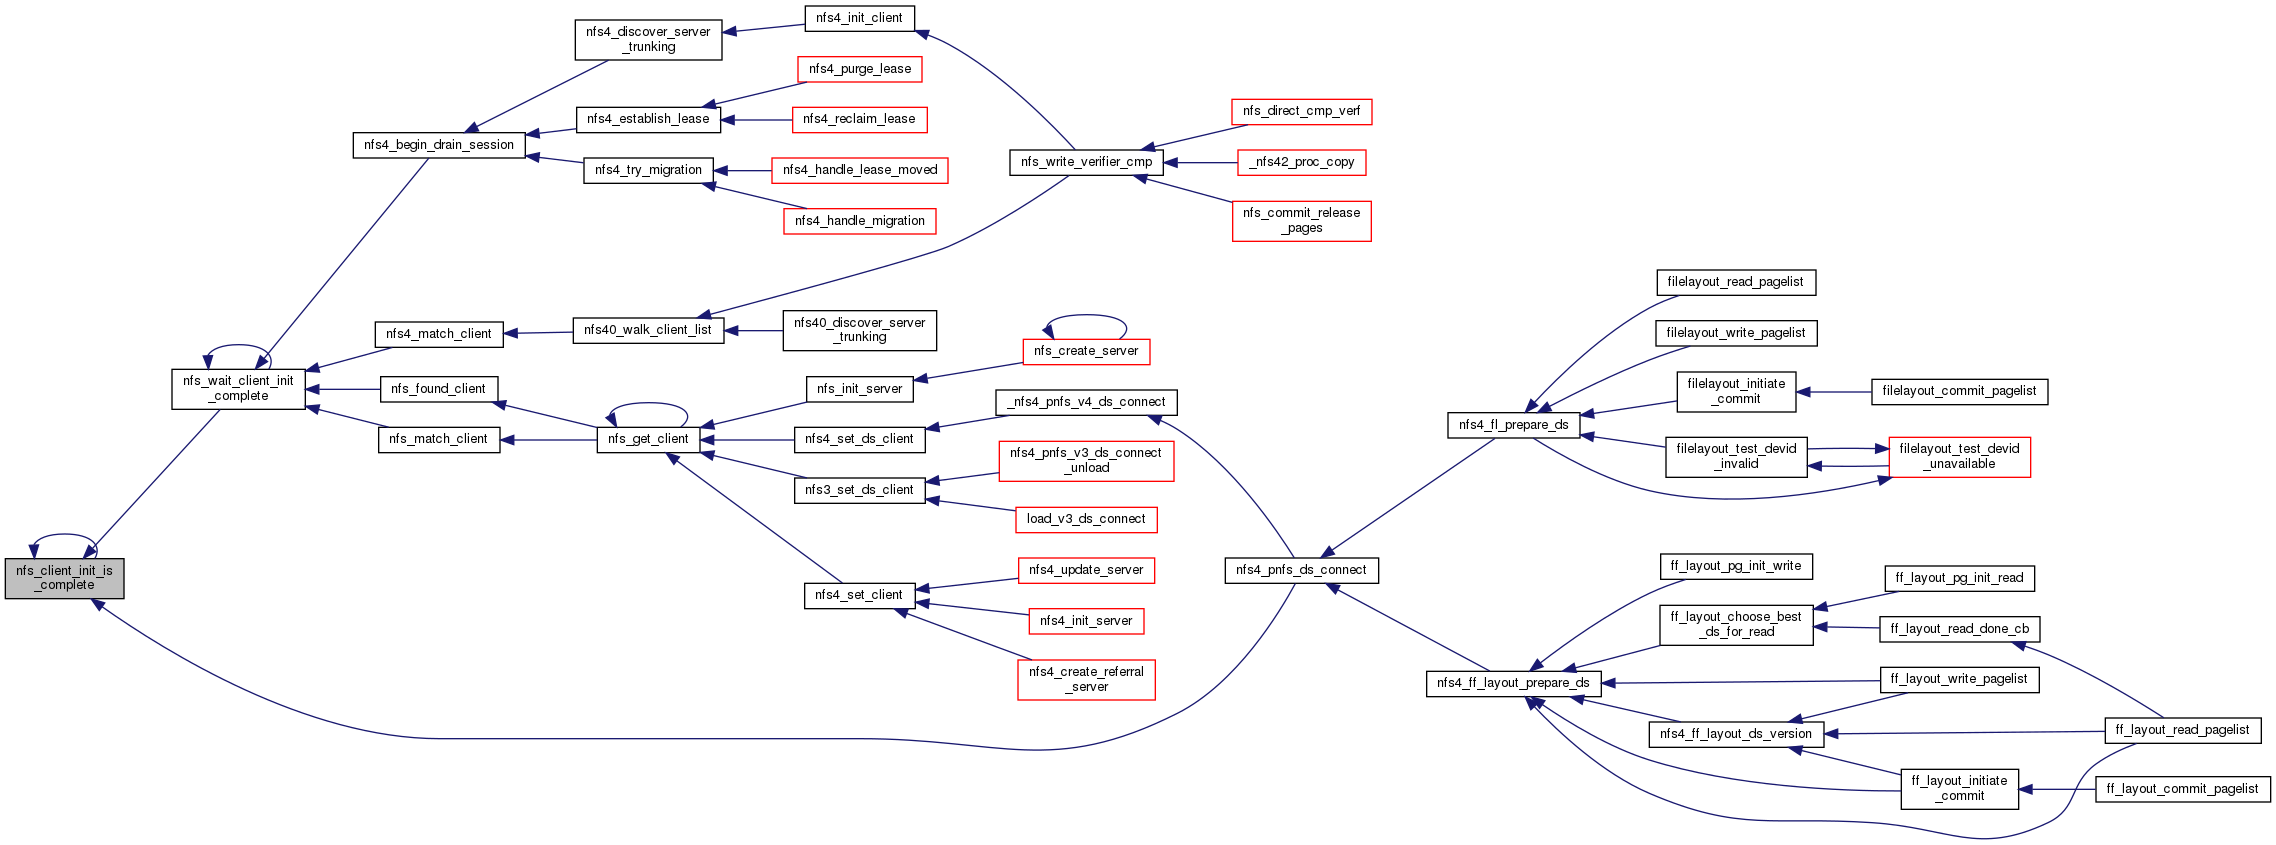 nfs4_init_client
nfs4_discover_server
_trunking
nfs4_purge_lease
nfs4_establish_lease
nfs4_reclaim_lease
nfs4_begin_drain_session
nfs4_try_migration
nfs4_handle_lease_moved
nfs4_handle_migration
nfs_direct_cmp_verf
nfs_write_verifier_cmp
_nfs42_proc_copy
nfs_commit_release
_pages
nfs4_match_client
nfs40_walk_client_list
nfs40_discover_server
_trunking
nfs_create_server
nfs_wait_client_init
_complete
nfs_found_client
nfs_init_server
_nfs4_pnfs_v4_ds_connect
nfs_match_client
nfs_get_client
nfs4_set_ds_client
nfs4_pnfs_v3_ds_connect
_unload
nfs3_set_ds_client
load_v3_ds_connect
nfs_client_init_is
_complete
nfs4_set_client
nfs4_update_server
nfs4_init_server
nfs4_create_referral
_server
nfs4_pnfs_ds_connect
filelayout_read_pagelist
filelayout_write_pagelist
filelayout_initiate
_commit
filelayout_commit_pagelist
nfs4_fl_prepare_ds
filelayout_test_devid
_invalid
filelayout_test_devid
_unavailable
ff_layout_pg_init_write
ff_layout_pg_init_read
ff_layout_choose_best
_ds_for_read
ff_layout_read_done_cb
nfs4_ff_layout_prepare_ds
ff_layout_write_pagelist
nfs4_ff_layout_ds_version
ff_layout_read_pagelist
ff_layout_initiate
_commit
ff_layout_commit_pagelist